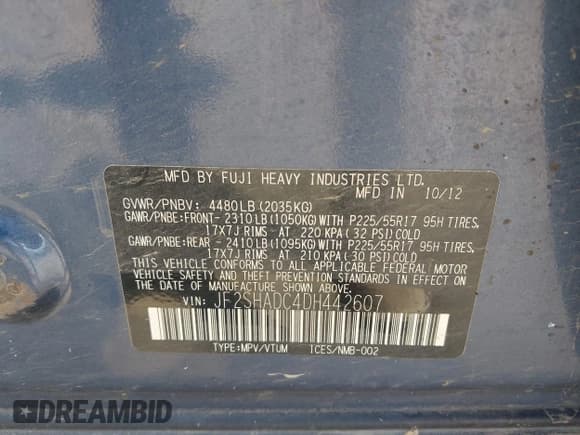 MFD BY FUJI HEAVY INDUSTRIES LTD.
MFD IN 10/12
GVWR/PNBV: 4480LB (2035KG)
GAWR/PNBE:FRONT- 2310LB(1050KG)WITH P225/55R17 95H TIRES,
17X7J RIMS AT 220 KPA(32 PSI)COLD
GAWR/PNBE:REAR -2410LB(1095KG)WITH P225/55R17 95H TIRES,
17X7J RIMS AT 210 KPA(30 PSI)COLD
THIS VEHICLE CONFORMS TO ALL APPLICABLE FEDERAL MOTOR
VEHICLE SAFETY AND THEFT PREVENTION STANDARDS IN EFFECT ON
THE DATE OF MANUFACTURE SHOWN ABOVE.
VIN: JF2SHADC4DH442607
TYPE:MPV/VTUM ICES/NMB-002
DREAMBID